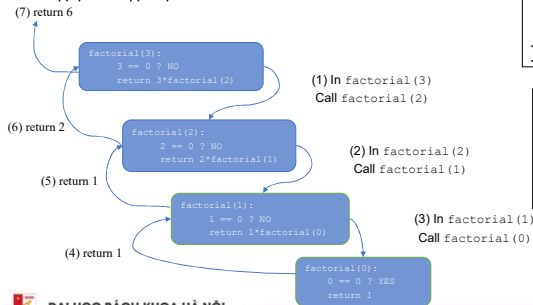 (7) return 6
factorial(3):
3 == 0 ? NO
return 3*factorial(2)
(1) In factorial(3)
Call factorial(2)
(6) return 2
factorial(2):
2 == 0 ? NO
return 2*factorial(1)
(2) In factorial(2)
Call factorial(1)
(5) return 1
factorial(1):
1 == 0 ? NO
return 1*factorial(0)
(3) In factorial(1)
Call factorial(0)
(4) return 1
factorial(0):
0 == 0 ? YES
return 1
ĐẠI HỌC BÁCH KHOA HÀ NỘI